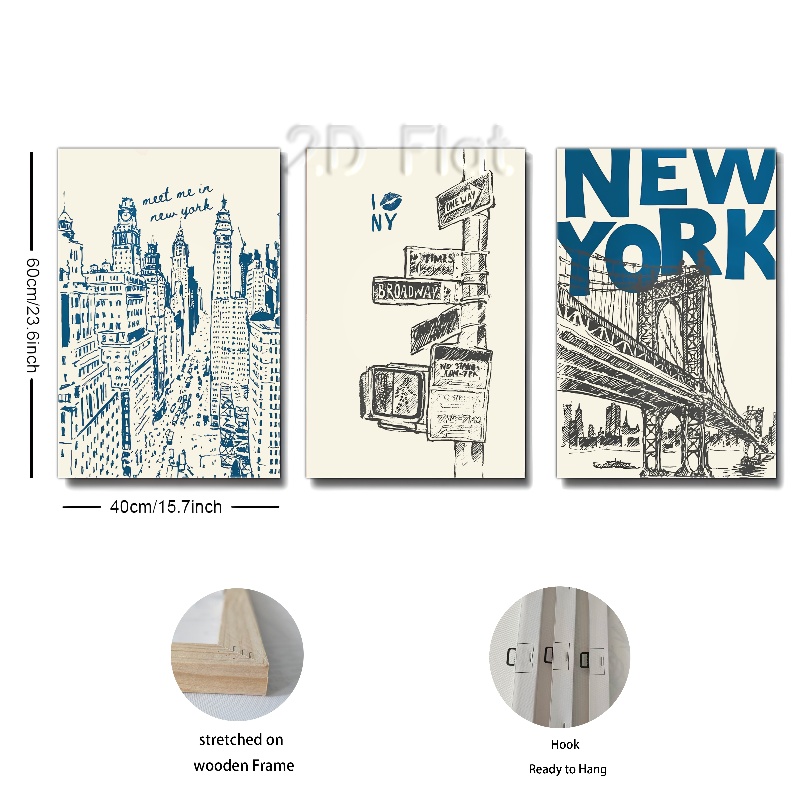 2D Flat
meet me in
new york
I
NY
ONE WAY
TIMES
BROADWAY
NEW
YORK
60cm/23.6inch
40cm/15.7inch
stretched on
wooden Frame
Hook
Ready to Hang